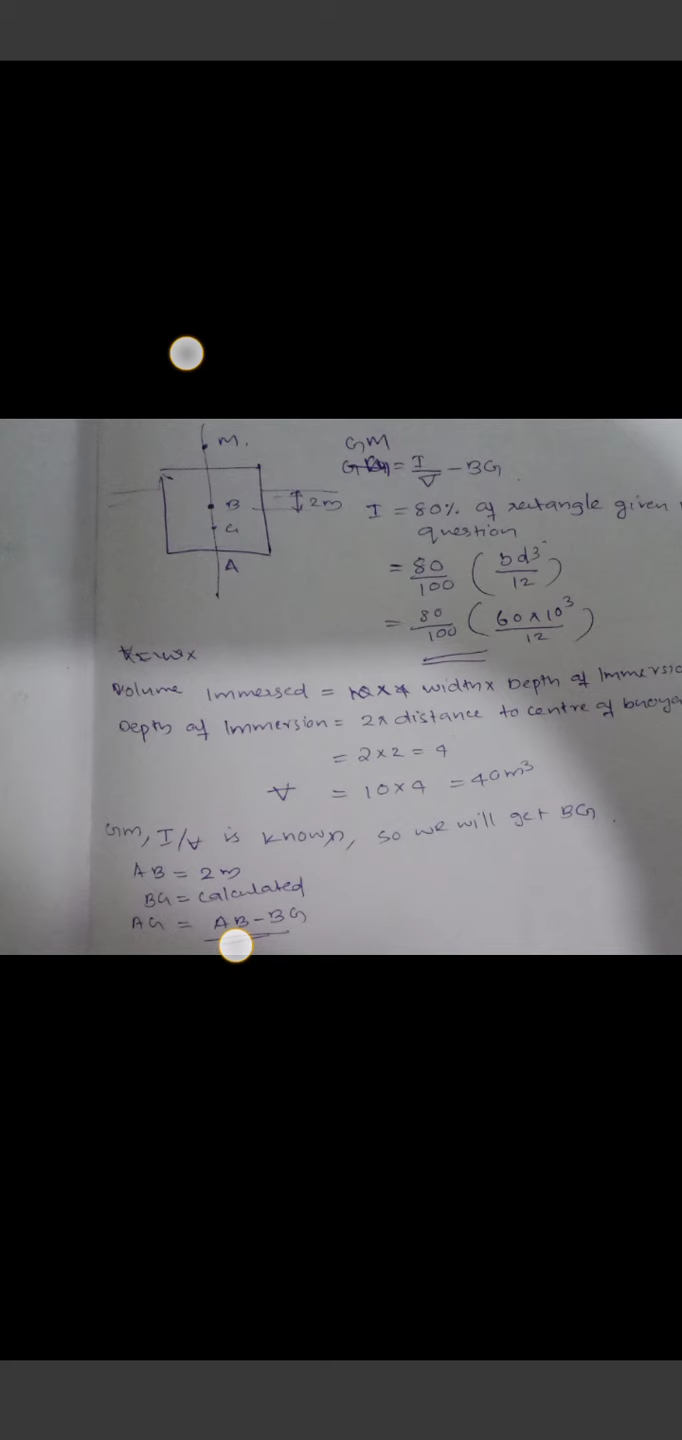 M.
B
G
A
2m
GM
= I/∀ - BG
I = 80% of rectangle given
question
= 80/100 ( bd³/12 )
= 80/100 ( 60 x 10³/12 )
Volume Immersed = width x Depth of Immersio
Depth of Immersion = 2 x distance to centre of buoya
= 2 x 2 = 4
∀ = 10 x 4 = 40m³
Gm, I/∀ is known, so we will get BG.
AB = 2m
BG = calculated
AG = AB - BG